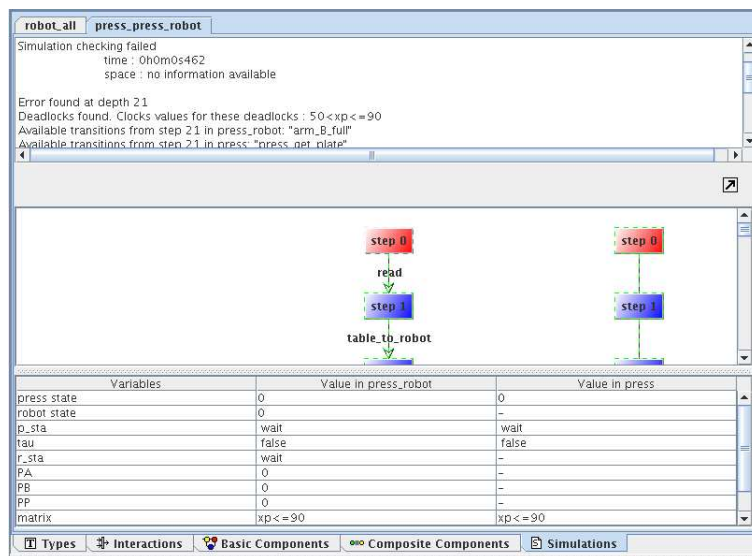 robot_all press_press_robot
Simulation checking failed
time : 0h0m0s462
space : no information available
Error found at depth 21
Deadlocks found. Clocks values for these deadlocks : 50<xp<=90
Available transitions from step 21 in press_robot: "arm_B_full"
Available transitions from step 21 in press: "press_get_plate"
step 0 step 0
read
step 1 step 1
table_to_robot
Variables Value in press_robot Value in press
press state 0 0
robot state 0 -
p_sta wait wait
tau false false
r_sta wait -
PA 0 -
PB 0 -
PP 0 -
matrix xp<=90 xp<=90
T Types Interactions Basic Components Composite Components S Simulations